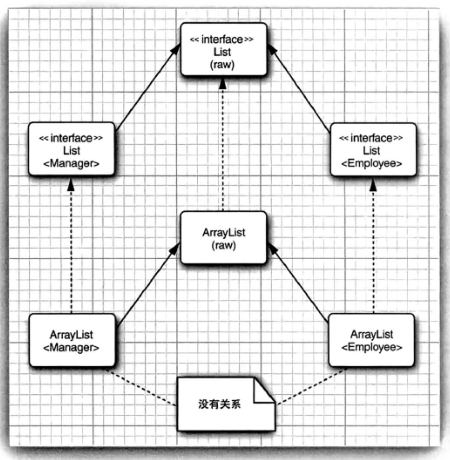 << interface>>
List
(raw)
<< interface>>
List
<Manager>
<< interface>>
List
<Employee>
ArrayList
(raw)
ArrayList
<Manager>
ArrayList
<Employee>
没有关系